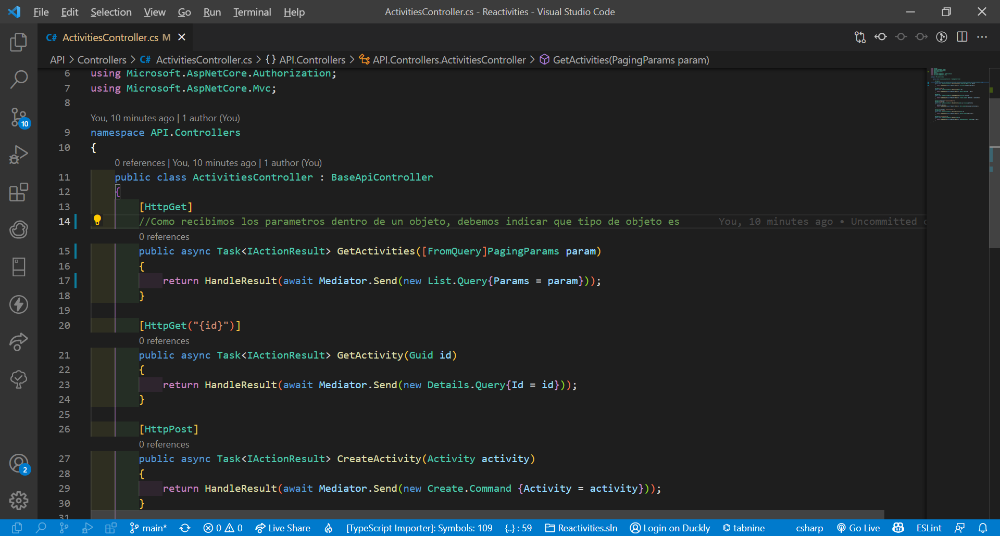 File Edit Selection View Go Run Terminal Help ActivitiesController.cs - Reactivities - Visual Studio Code
C# ActivitiesController.cs M
API > Controllers > C# ActivitiesController.cs > {} API.Controllers > API.Controllers.ActivitiesController > GetActivities(PagingParams param)
6 using Microsoft.AspNetCore.Authorization;
7 using Microsoft.AspNetCore.Mvc;
8
You, 10 minutes ago | 1 author (You)
9 namespace API.Controllers
10 {
0 references | You, 10 minutes ago | 1 author (You)
11 public class ActivitiesController : BaseApiController
12 {
13 [HttpGet]
14 //Como recibimos los parametros dentro de un objeto, debemos indicar que tipo de objeto es You, 10 minutes ago • Uncommitted
0 references
15 public async Task<IActionResult> GetActivities([FromQuery]PagingParams param)
16 {
17 return HandleResult(await Mediator.Send(new List.Query{Params = param}));
18 }
19
20 [HttpGet("{id}")]
0 references
21 public async Task<IActionResult> GetActivity(Guid id)
22 {
23 return HandleResult(await Mediator.Send(new Details.Query{Id = id}));
24 }
25
26 [HttpPost]
0 references
27 public async Task<IActionResult> CreateActivity(Activity activity)
28 {
29 return HandleResult(await Mediator.Send(new Create.Command {Activity = activity}));
30 }
31
10
2
main* 0 0 Live Share [TypeScript Importer]: Symbols: 109 {..} : 59 Reactivities.sln Login on Duckly tabnine csharp Go Live ESLint